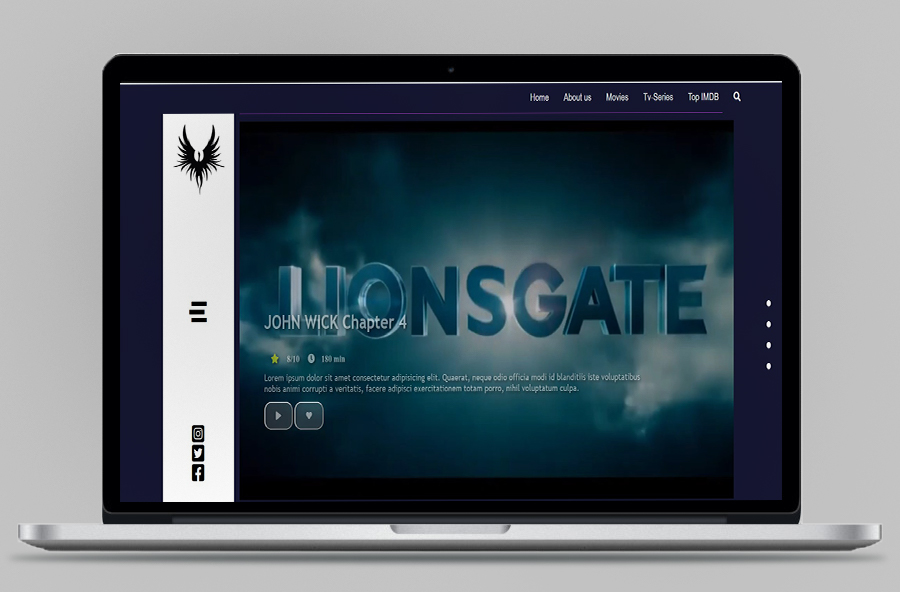 Home About us Movies Tv-Series Top IMDB
LIONSGATE
JOHN WICK Chapter 4
8/10 180 min
Lorem ipsum dolor sit amet consectetur adipisicing elit. Quaerat, neque odio officia modi id blanditiis iste voluptatibus
nobis animi corrupti a veritatis, facere adipisci exercitationem totam porro, nihil voluptatum culpa.